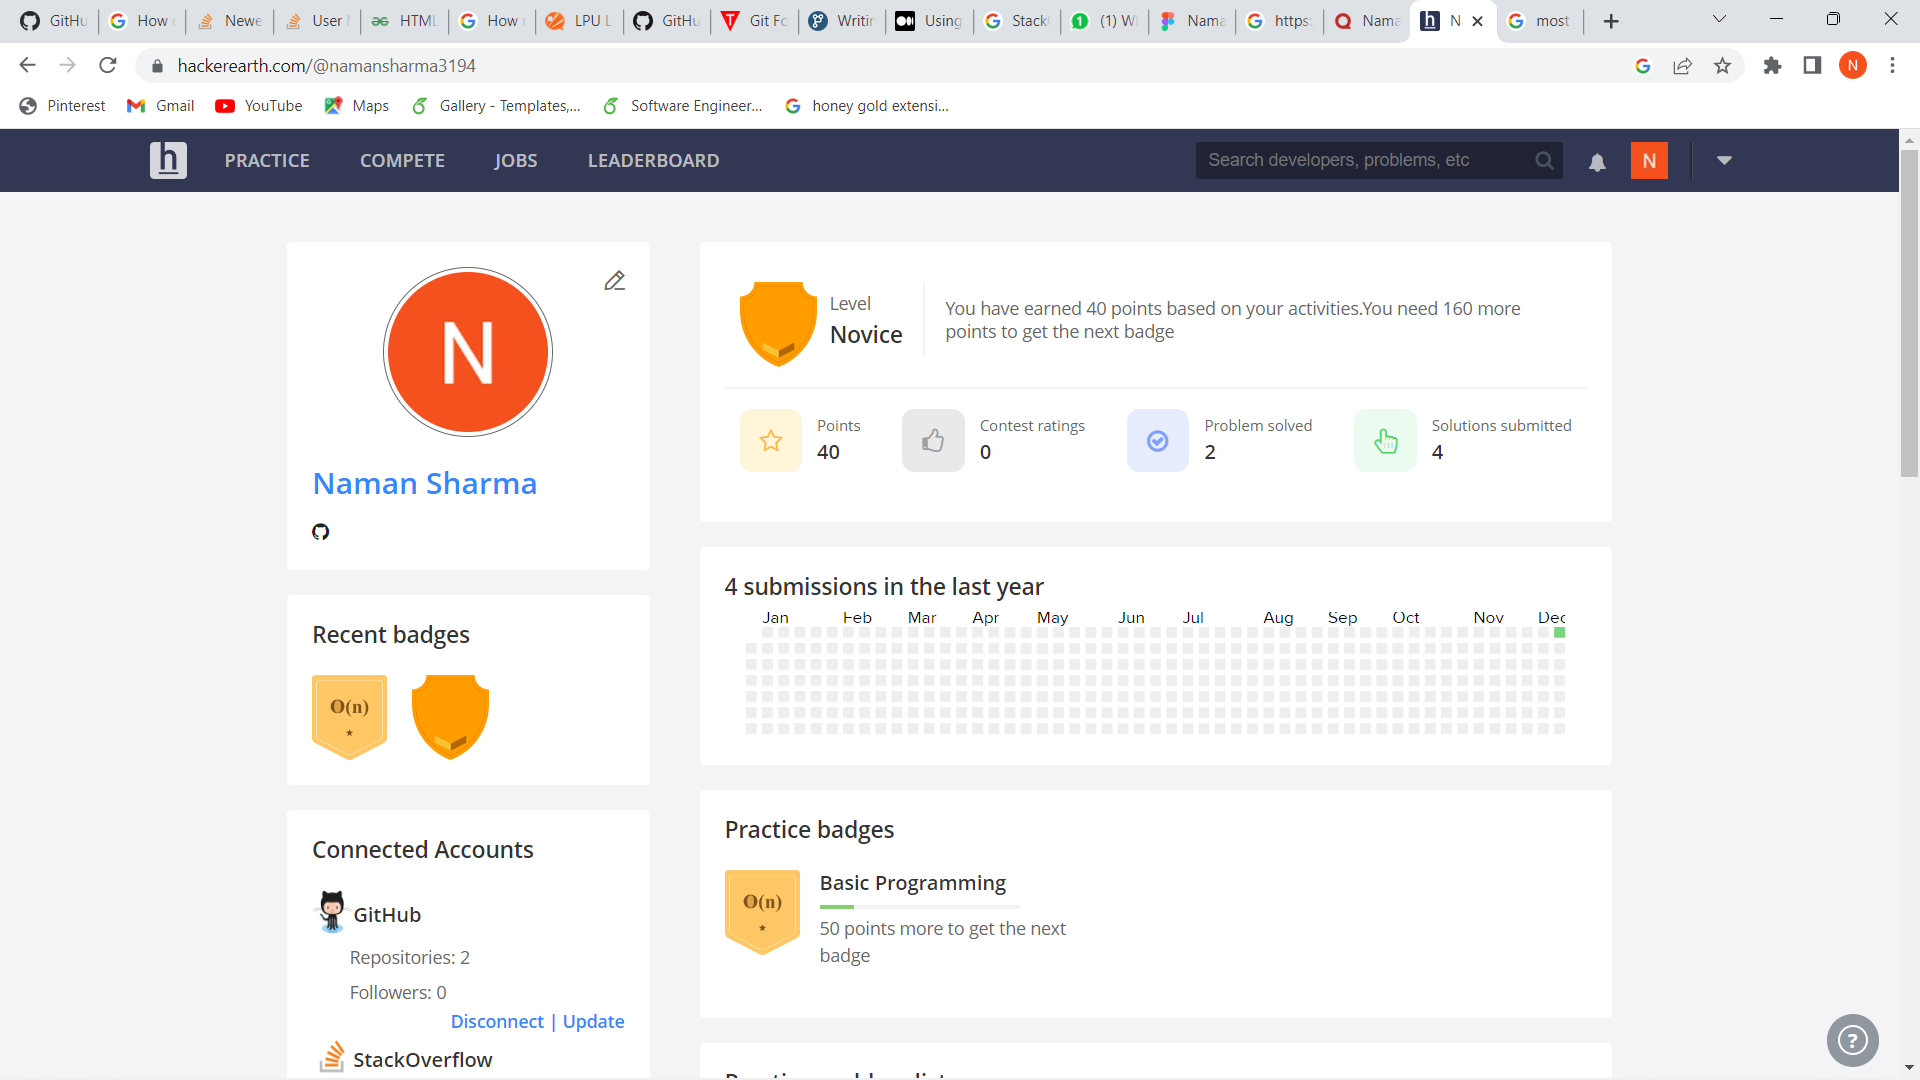 GitHu
How
Newe
User
HTML
How
LPU L
GitHu
Git Fo
Writin
Using
Stack
(1) W
Nama
https:
Nama
N
most
hackerearth.com/@namansharma3194
N
Pinterest
Gmail
YouTube
Maps
Gallery - Templates,...
Software Engineer...
honey gold extensi...
h
PRACTICE
COMPETE
JOBS
LEADERBOARD
Search developers, problems, etc
N
N
Naman Sharma
Level
Novice
You have earned 40 points based on your activities.You need 160 more
points to get the next badge
Points
40
Contest ratings
0
Problem solved
2
Solutions submitted
4
4 submissions in the last year
Jan Feb Mar Apr May Jun Jul Aug Sep Oct Nov Dec
Recent badges
O(n)
Practice badges
O(n)
Basic Programming
50 points more to get the next
badge
Connected Accounts
GitHub
Repositories: 2
Followers: 0
Disconnect | Update
StackOverflow
?